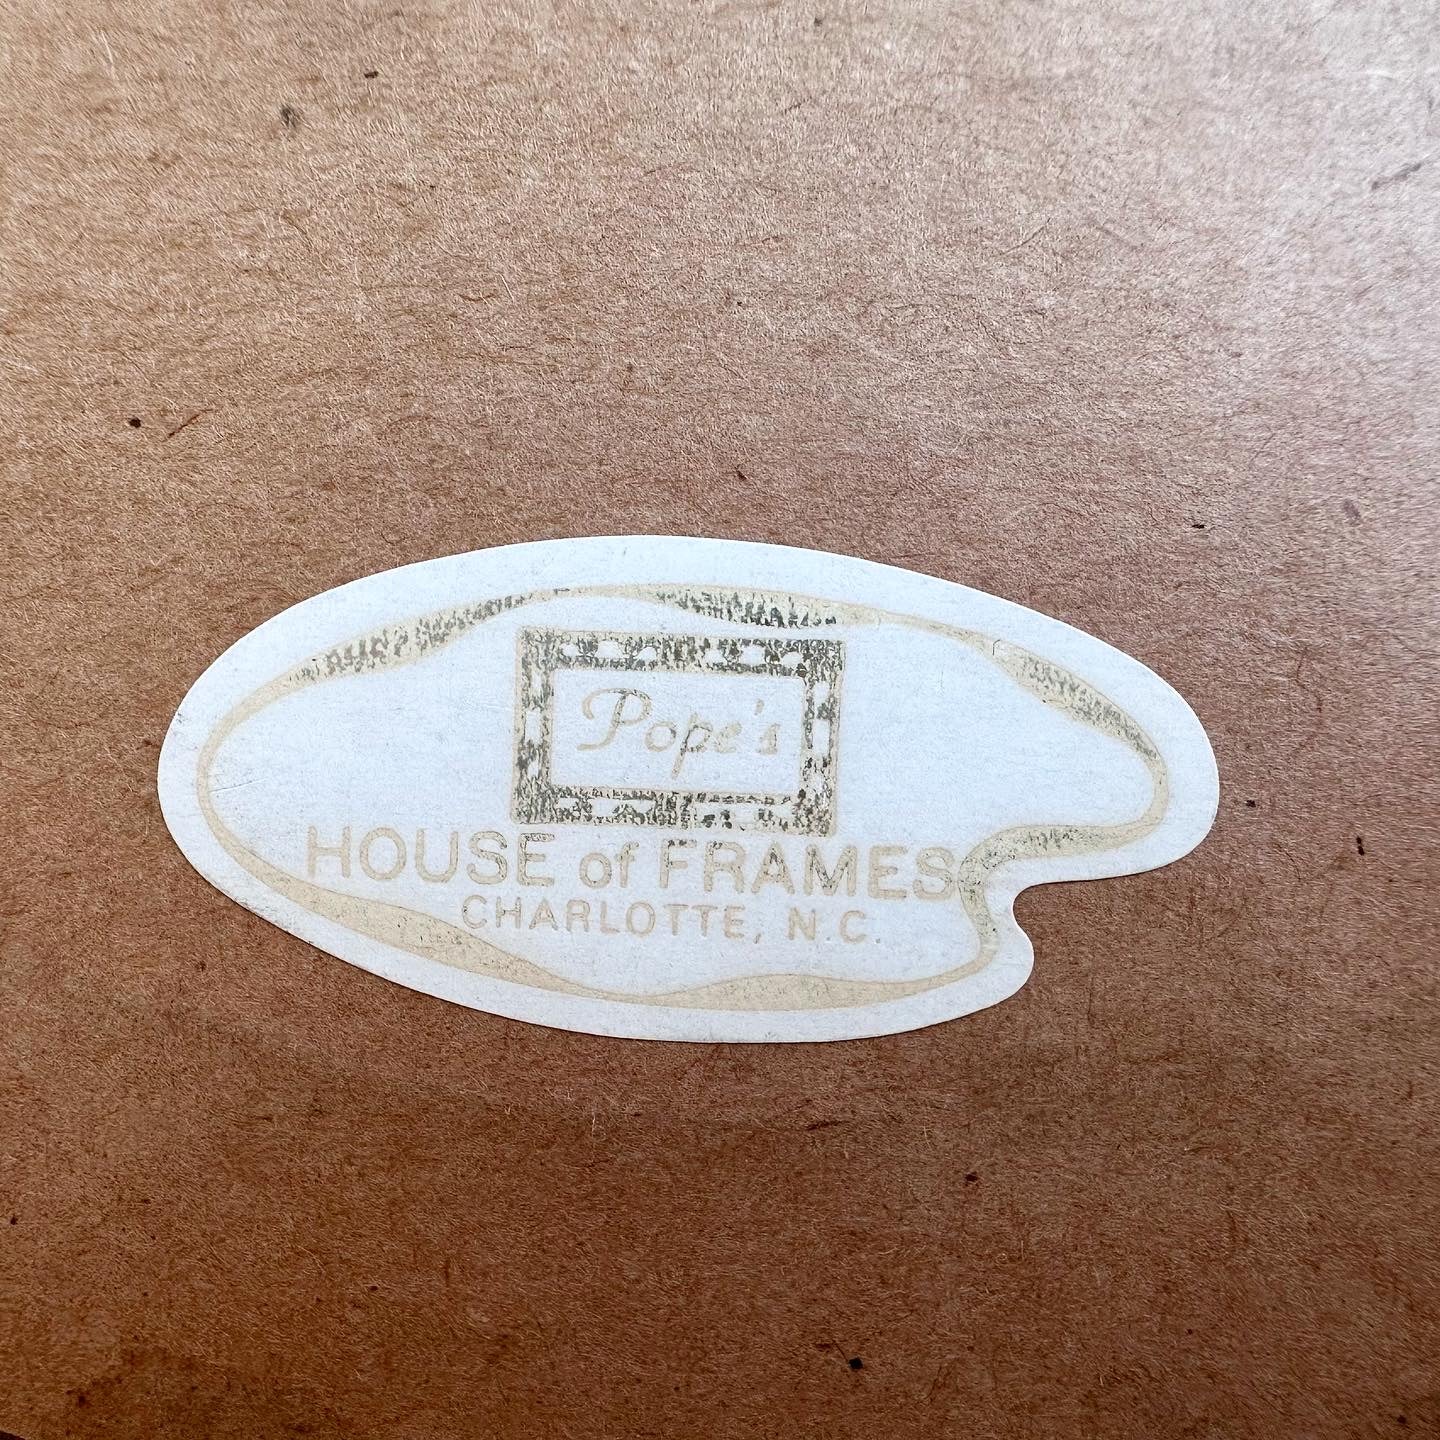 Pope's
HOUSE of FRAMES
CHARLOTTE, N.C.